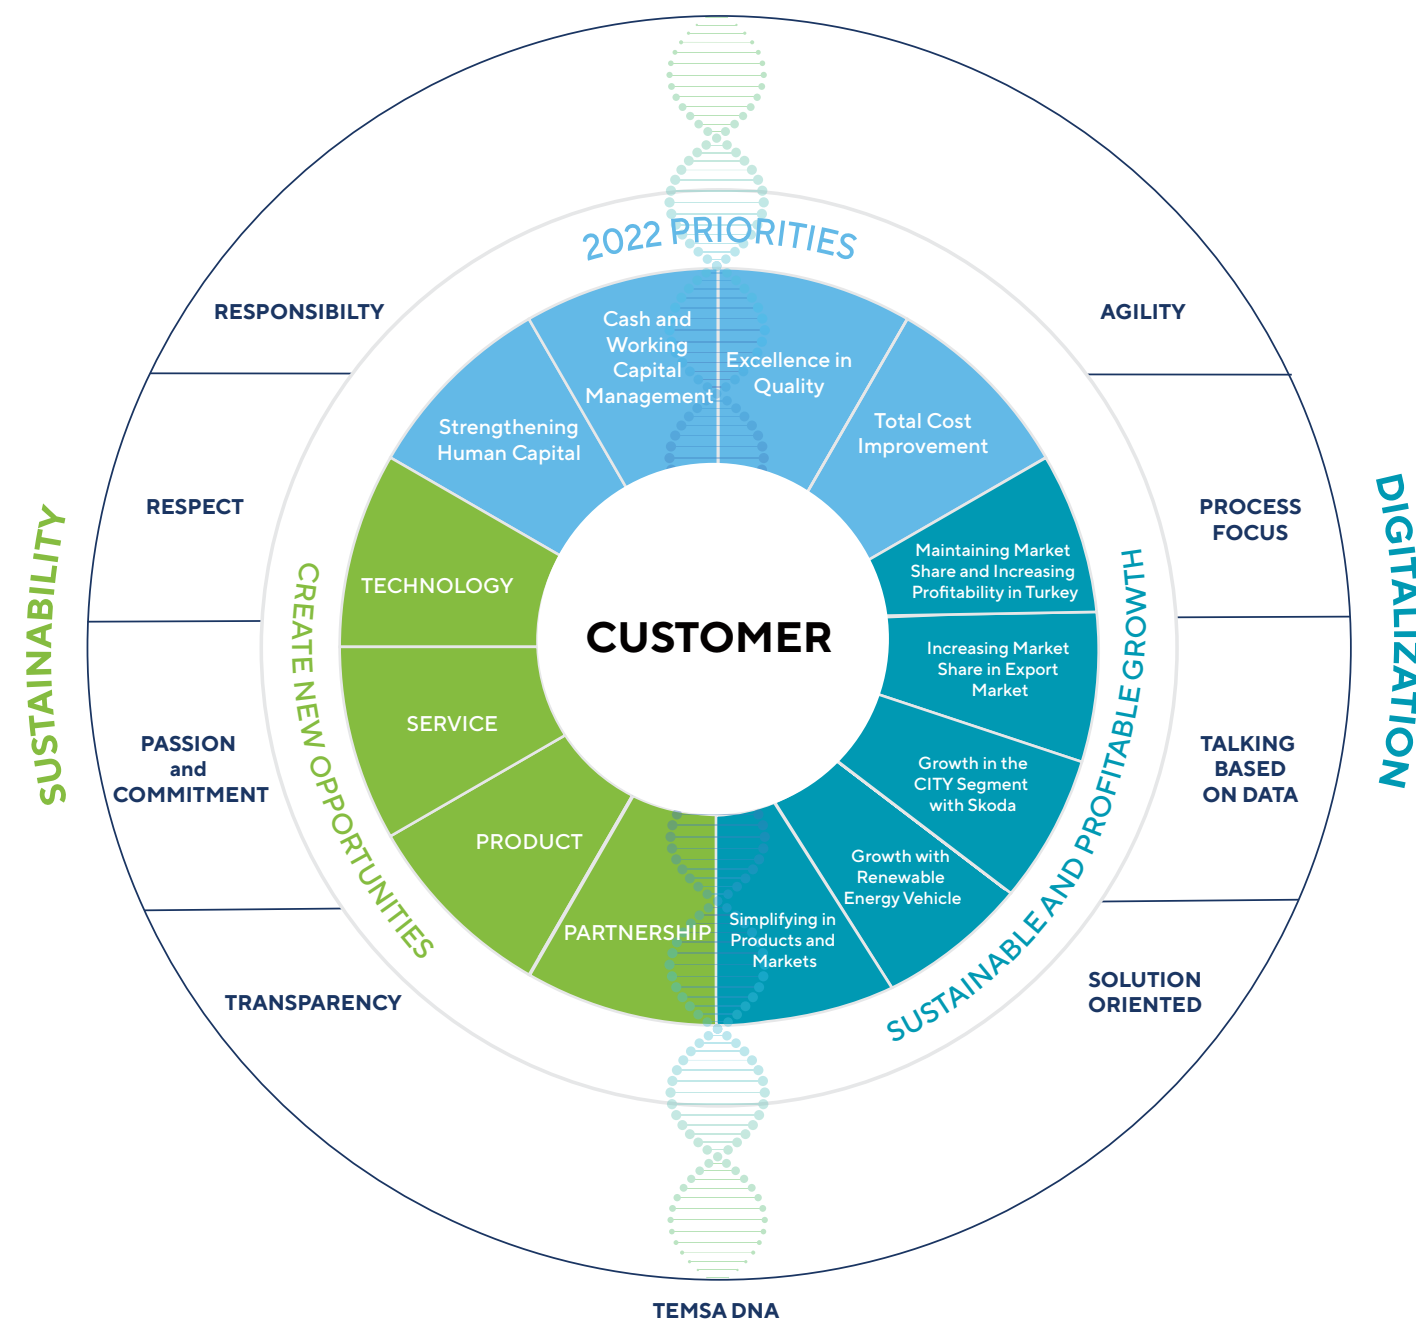 2022 PRIORITIES
RESPONSIBILTY
AGILITY
Cash and
Working
Capital
Management
Excellence in
Quality
Strengthening
Human Capital
Total Cost
Improvement
RESPECT
PROCESS
FOCUS
SUSTAINABILITY
DIGITALIZATION
CREATE NEW OPPORTUNITIES
SUSTAINABLE AND PROFITABLE GROWTH
TECHNOLOGY
Maintaining Market
Share and Increasing
Profitability in Turkey
CUSTOMER
Increasing Market
Share in Export
Market
SERVICE
PASSION
and
COMMITMENT
TALKING
BASED
ON DATA
Growth in the
CITY Segment
with Skoda
PRODUCT
Growth with
Renewable
Energy Vehicle
PARTNERSHIP
Simplifying in
Products and
Markets
TRANSPARENCY
SOLUTION
ORIENTED
TEMSA DNA